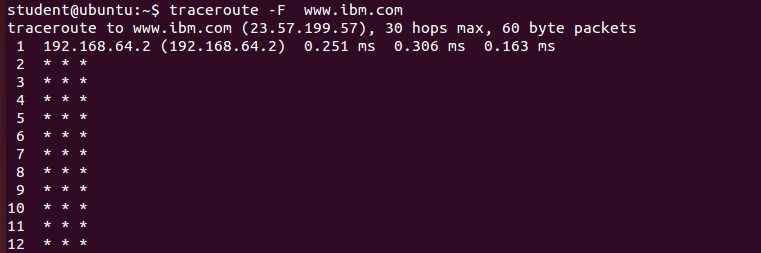 student@ubuntu:~$ traceroute -F  www.ibm.com
traceroute to www.ibm.com (23.57.199.57), 30 hops max, 60 byte packets
 1  192.168.64.2 (192.168.64.2)  0.251 ms  0.306 ms  0.163 ms
 2  * * *
 3  * * *
 4  * * *
 5  * * *
 6  * * *
 7  * * *
 8  * * *
 9  * * *
10  * * *
11  * * *
12  * * *